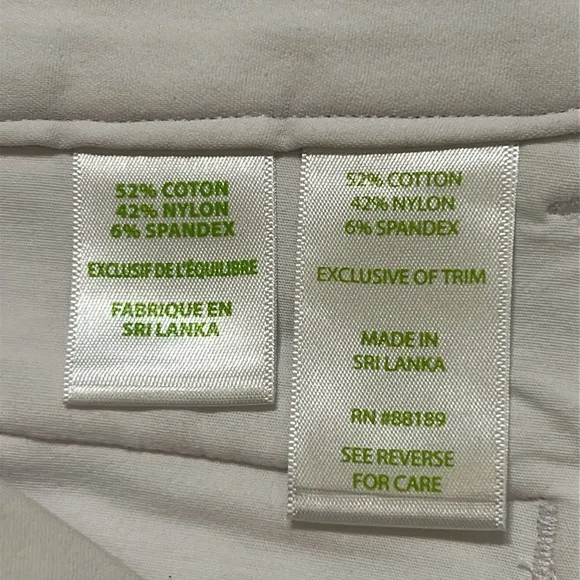 52% COTON
42% NYLON
6% SPANDEX
EXCLUSIF DE L'ÉQUILIBRE
FABRIQUE EN
SRI LANKA
52% COTTON
42% NYLON
6% SPANDEX
EXCLUSIVE OF TRIM
MADE IN
SRI LANKA
RN #88189
SEE REVERSE
FOR CARE